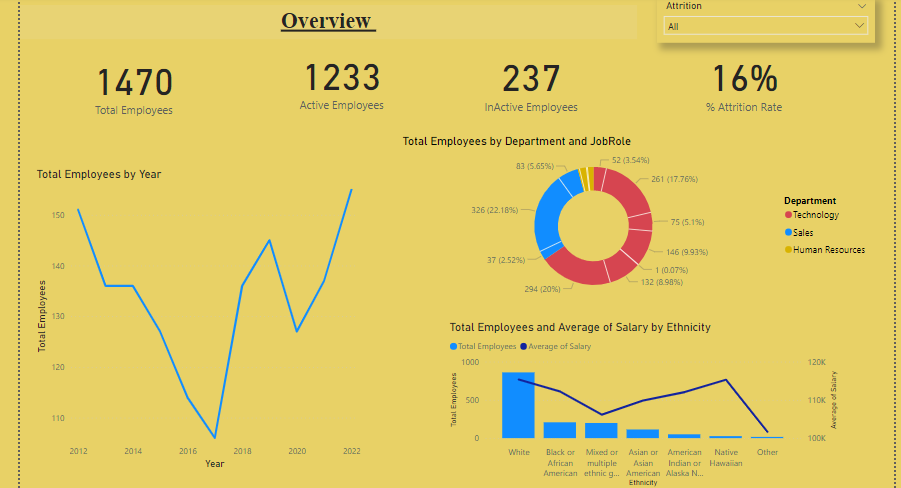 Overview
Attrition
All
1470
Total Employees
1233
Active Employees
237
InActive Employees
16%
% Attrition Rate
Total Employees by Year
Total Employees
150
140
130
120
110
2012
2014
2016
2018
2020
2022
Year
Total Employees by Department and JobRole
83 (5.65%)
52 (3.54%)
261 (17.76%)
326 (22.18%)
75 (5.1%)
146 (9.93%)
37 (2.52%)
1 (0.07%)
132 (8.98%)
294 (20%)
Department
Technology
Sales
Human Resources
Total Employees and Average of Salary by Ethnicity
Total Employees
Average of Salary
Total Employees
1000
500
0
120K
110K
100K
Average of Salary
White
Black or
African
American
Mixed or
multiple
ethnic g...
Asian or
Asian
American
American
Indian or
Alaska N...
Native
Hawaiian
Other
Ethnicity